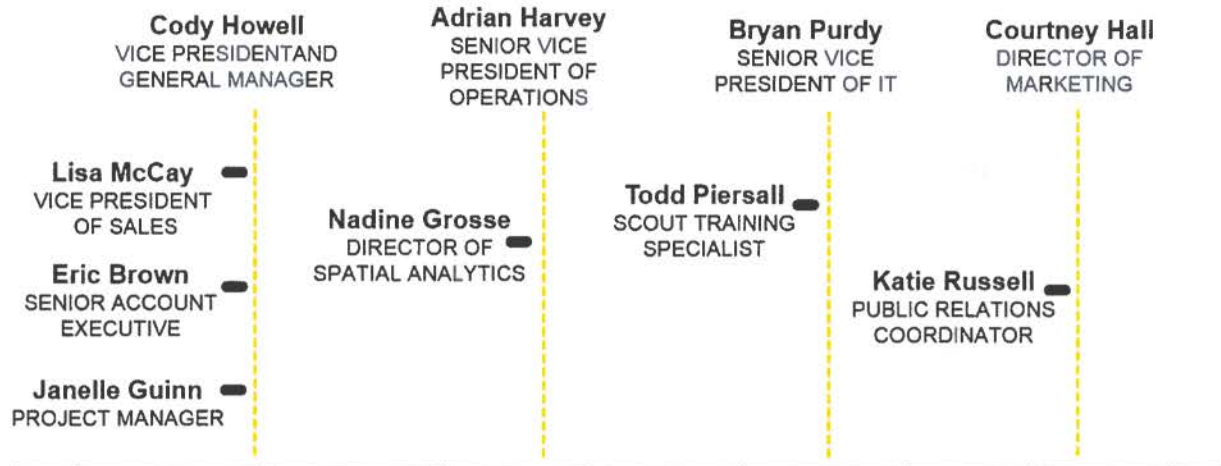 Cody Howell
VICE PRESIDENTAND
GENERAL MANAGER
Adrian Harvey
SENIOR VICE
PRESIDENT OF
OPERATIONS
Bryan Purdy
SENIOR VICE
PRESIDENT OF IT
Courtney Hall
DIRECTOR OF
MARKETING
Lisa McCay
VICE PRESIDENT
OF SALES
Eric Brown
SENIOR ACCOUNT
EXECUTIVE
Janelle Guinn
PROJECT MANAGER
Nadine Grosse
DIRECTOR OF
SPATIAL ANALYTICS
Todd Piersall
SCOUT TRAINING
SPECIALIST
Katie Russell
PUBLIC RELATIONS
COORDINATOR